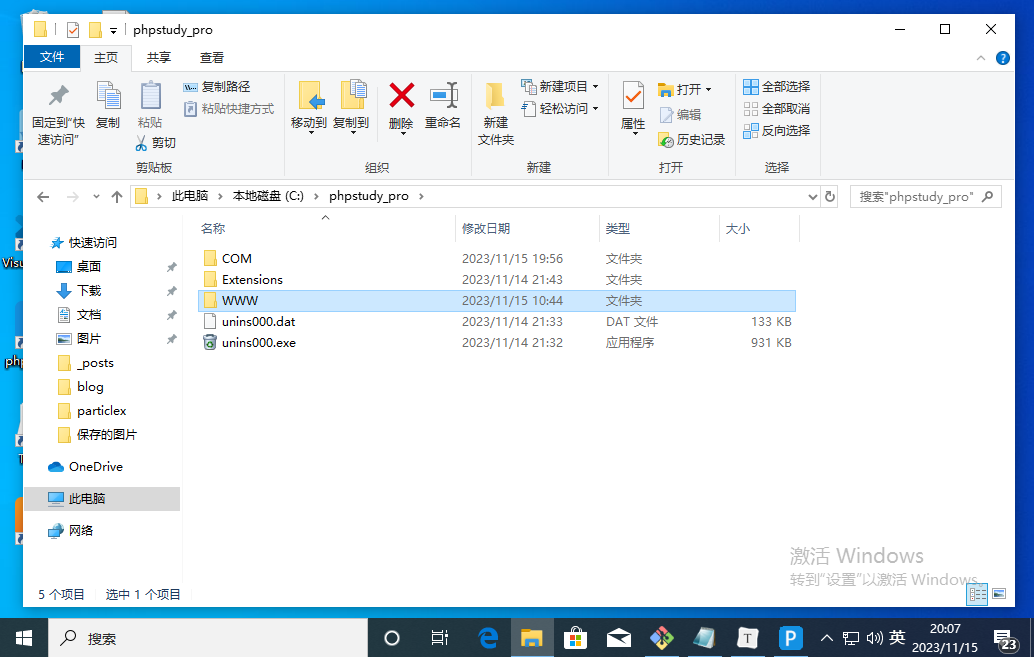 phpstudy_pro
文件 主页 共享 查看
固定到“快速访问” 复制 粘贴 复制路径 粘贴快捷方式 剪切
移动到 复制到 删除 重命名
新建文件夹 新建项目 轻松访问
属性 打开 编辑 历史记录
全部选择 全部取消 反向选择
剪贴板 组织 新建 打开 选择
此电脑 本地磁盘 (C:) phpstudy_pro 搜索"phpstudy_pro"
名称 修改日期 类型 大小
COM 2023/11/15 19:56 文件夹
Extensions 2023/11/14 21:43 文件夹
WWW 2023/11/15 10:44 文件夹
unins000.dat 2023/11/14 21:33 DAT 文件 133 KB
unins000.exe 2023/11/14 21:32 应用程序 931 KB
快速访问
桌面
下载
文档
图片
_posts
blog
particlex
保存的图片
OneDrive
此电脑
网络
激活 Windows
转到“设置”以激活 Windows。
5 个项目 选中 1 个项目
搜索
英
20:07
2023/11/15
23